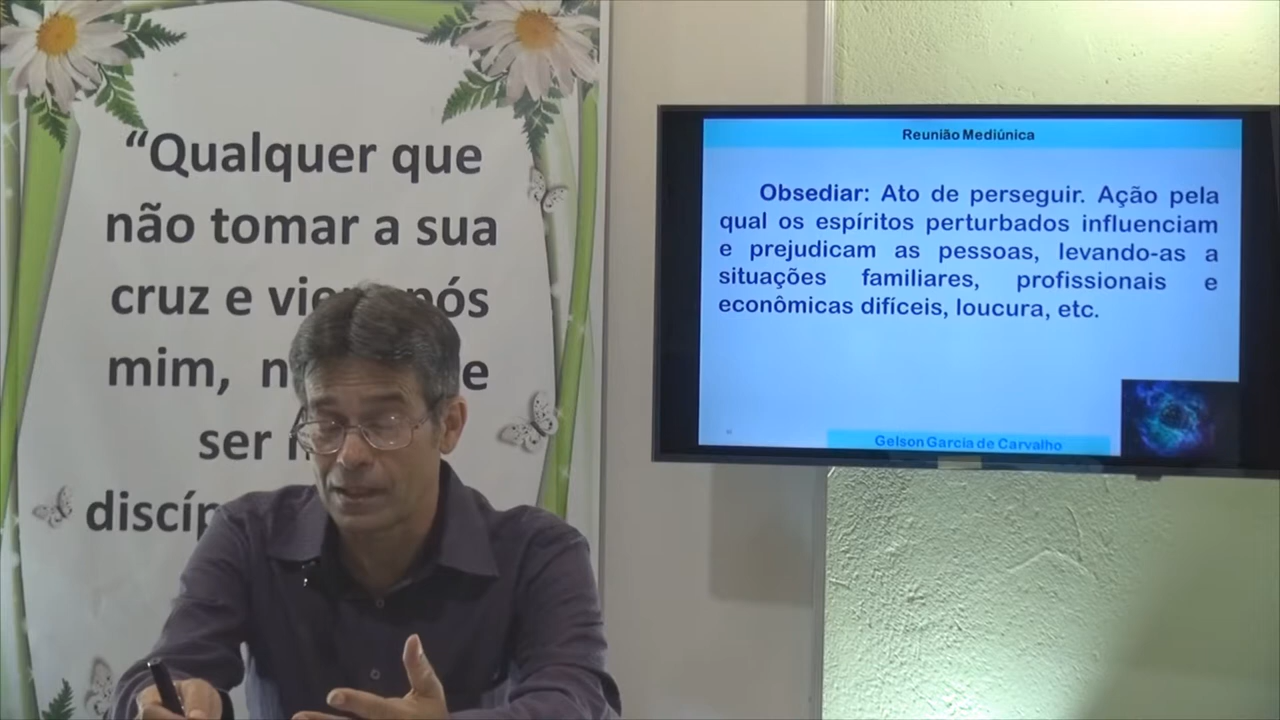 “Qualquer que
não tomar a sua
cruz e vier após
mim,
ser
Reunião Mediúnica
Obsediar: Ato de perseguir. Ação pela
qual os espíritos perturbados influenciam
e prejudicam as pessoas, levando-as a
situações familiares, profissionais e
econômicas difíceis, loucura, etc.
Gelson Garcia de Carvalho